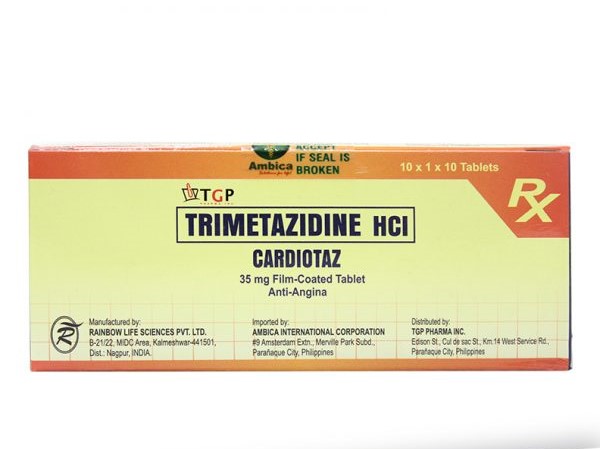 ACCEPT
IF SEAL IS
BROKEN
Ambica
10 x 1 x 10 Tablets
Rx
TGP
TRIMETAZIDINE HCl
CARDIOTAZ
35 mg Film-Coated Tablet
Anti-Angina
R
Manufactured by:
RAINBOW LIFE SCIENCES PVT. LTD.
B-21/22, MIDC Area, Kalmeshwar-441501,
Dist.: Nagpur, INDIA.
Imported by:
AMBICA INTERNATIONAL CORPORATION
#9 Amsterdam Extn., Merville Park Subd.,
Parañaque City, Philippines
Distributed by:
TGP PHARMA INC.
Edison St., Cul de sac St., Km.14 West Service Rd.,
Parañaque City, Philippines